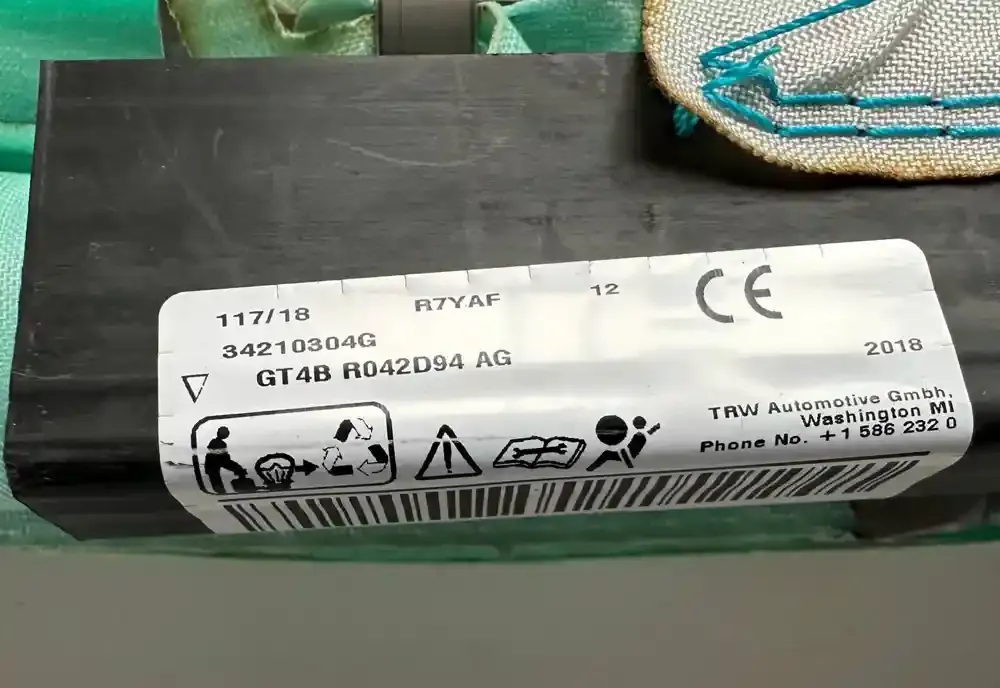 117/18 R7YAF 12 CE
34210304G
GT4B R042D94 AG
2018
TRW Automotive Gmbh,
Washington MI
Phone No. +1 586 232 0